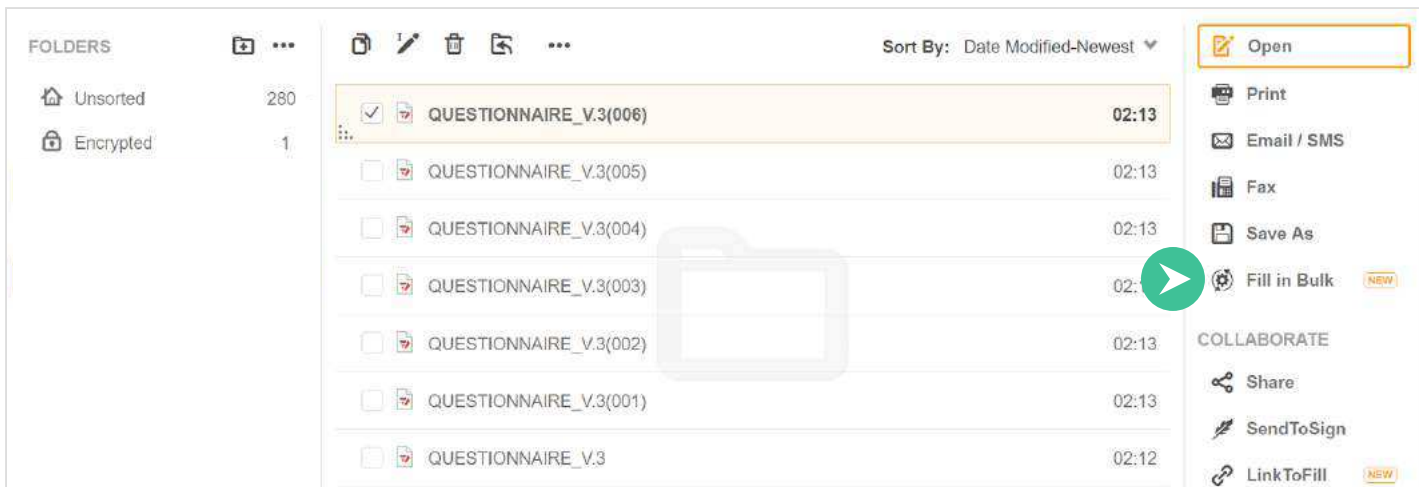 FOLDERS
Unsorted 280
Encrypted 1
Sort By: Date Modified-Newest
QUESTIONNAIRE_V.3(006) 02:13
QUESTIONNAIRE_V.3(005) 02:13
QUESTIONNAIRE_V.3(004) 02:13
QUESTIONNAIRE_V.3(003)
QUESTIONNAIRE_V.3(002) 02:13
QUESTIONNAIRE_V.3(001) 02:13
QUESTIONNAIRE_V.3 02:12
Open
Print
Email / SMS
Fax
Save As
Fill in Bulk NEW
COLLABORATE
Share
SendToSign
LinkToFill NEW